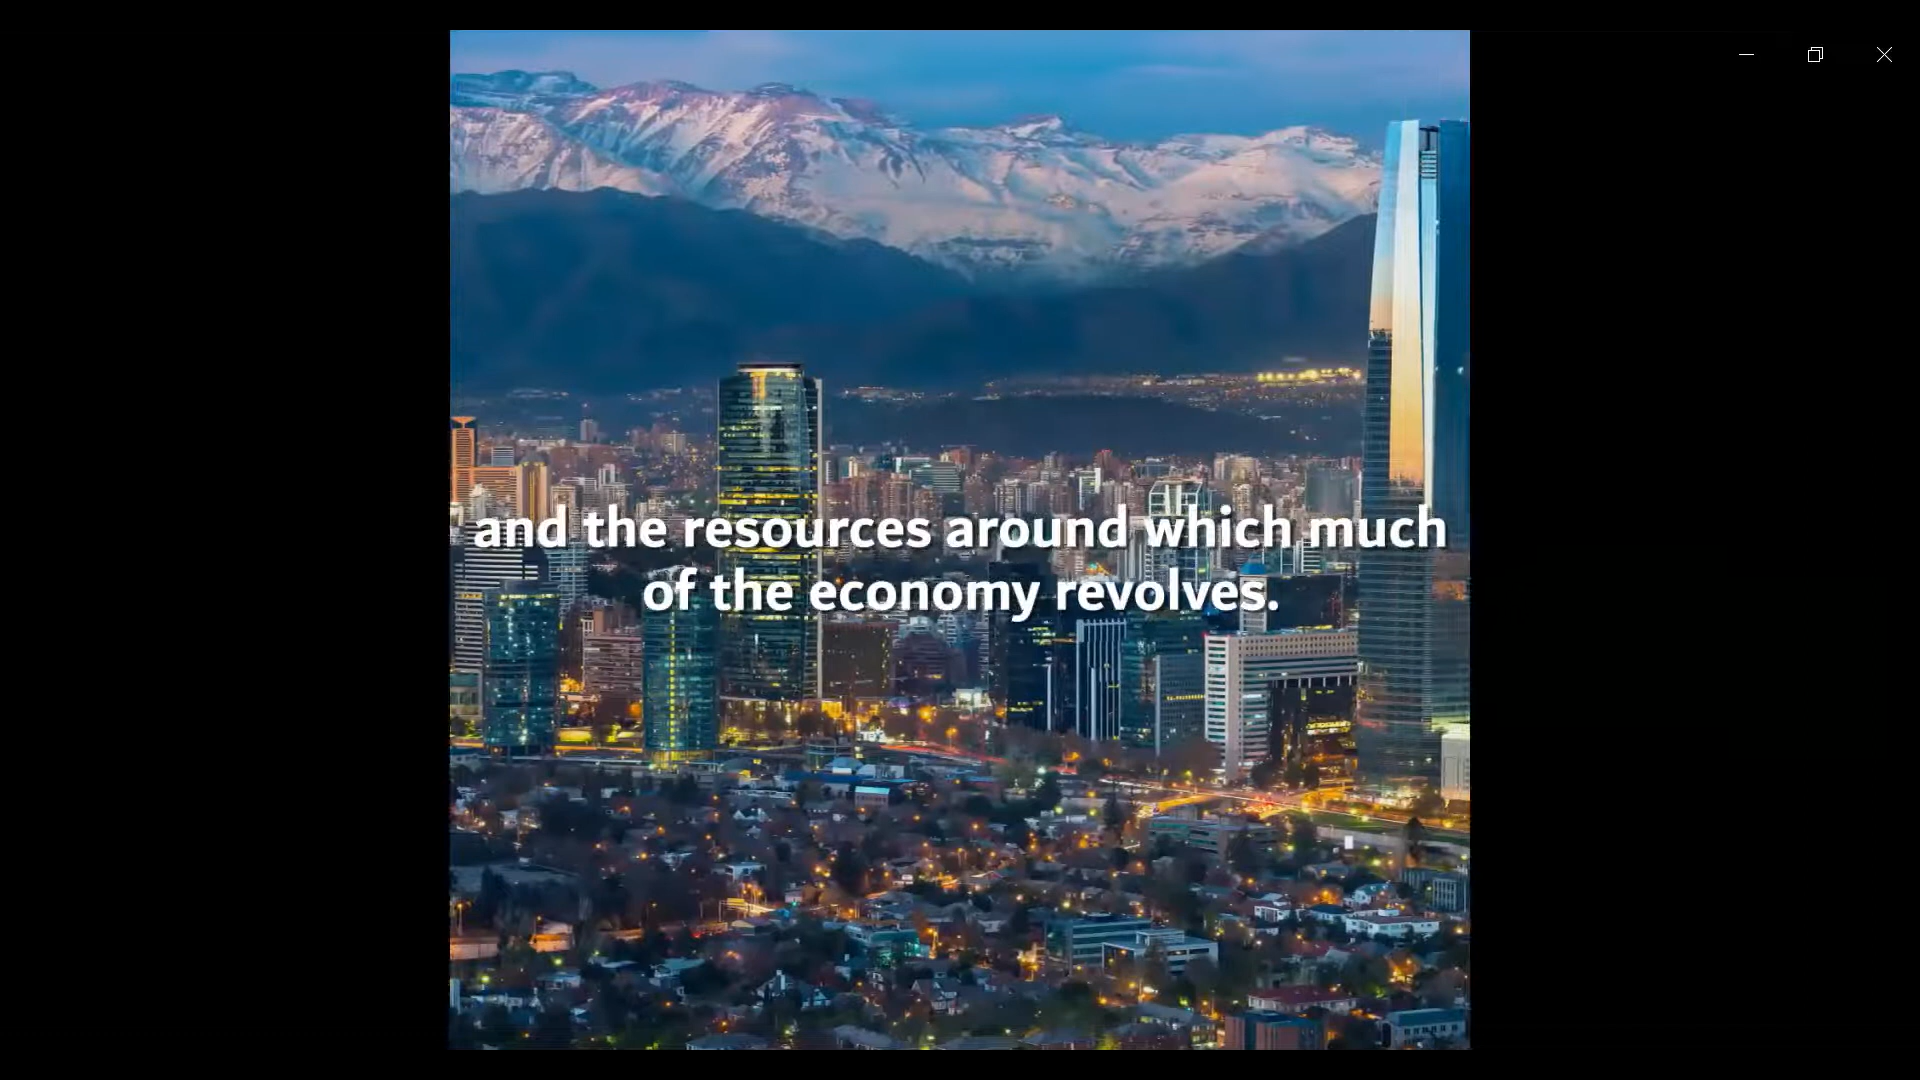 and the resources around which much
of the economy revolves.